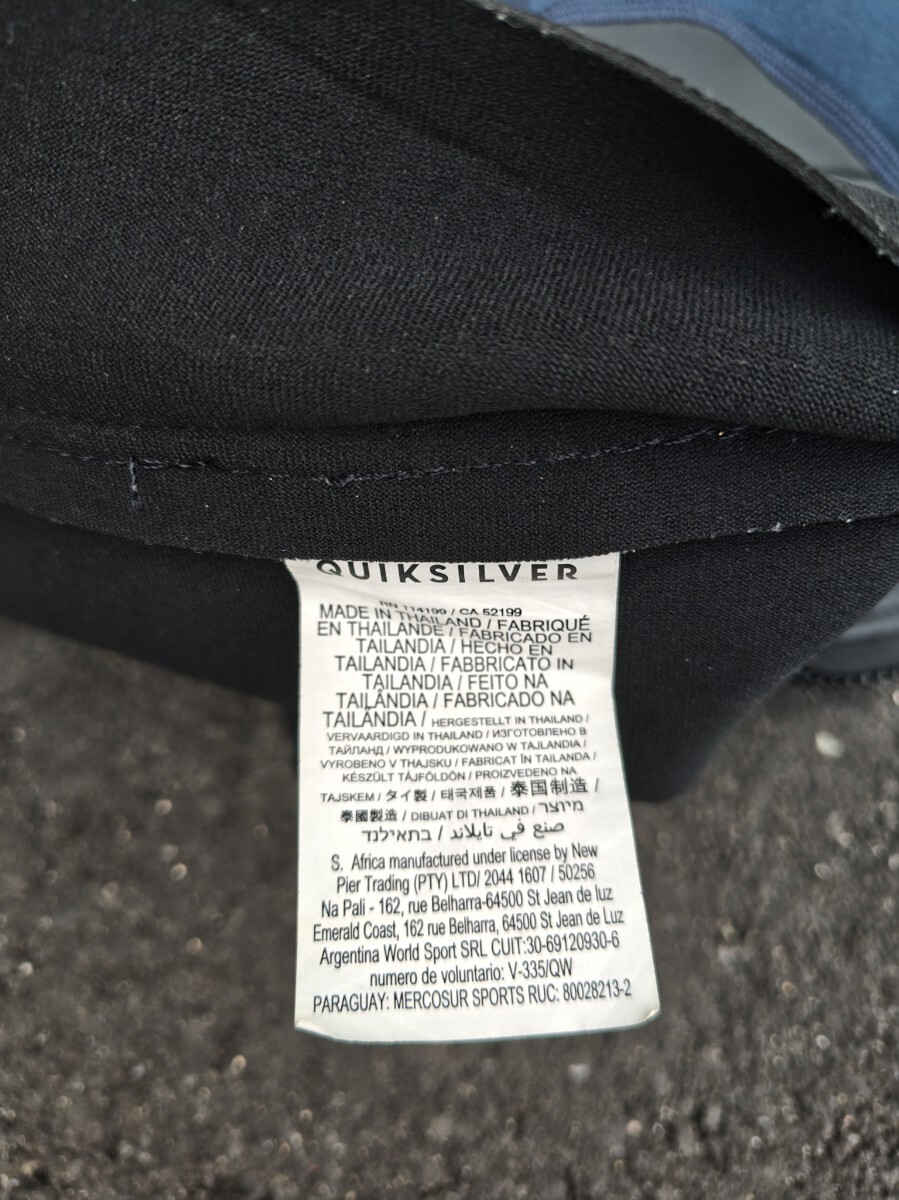 QUIKSILVER
RN 114199 / CA 52199
MADE IN THAILAND / FABRIQUÉ
EN THAILANDE / FABRICADO EN
TAILANDIA / HECHO EN
TAILANDIA / FABBRICATO IN
TAILANDIA / FEITO NA
TAILÂNDIA / FABRICADO NA
TAILÂNDIA / HERGESTELLT IN THAILAND /
VERVAARDIGD IN THAILAND / ИЗГОТОВЛЕНО В
ТАЙЛАНД / WYPRODUKOWANO W TAJLANDIA /
VYROBENO V THAJSKU / FABRICAT ÎN TAILANDA /
KÉSZÜLT TÁJFÖLDÖN / PROIZVEDENO NA
TAJSKEM / タイ製 / 태국제품 / 泰国制造 /
泰國製造 / DIBUAT DI THAILAND / מיוצר
בתאילנד / صنع في تايلاند
S. Africa manufactured under license by New
Pier Trading (PTY) LTD/ 2044 1607 / 50256
Na Pali - 162, rue Belharra-64500 St Jean de luz
Emerald Coast, 162 rue Belharra, 64500 St Jean de Luz
Argentina World Sport SRL CUIT:30-69120930-6
numero de voluntario: V-335/QW
PARAGUAY: MERCOSUR SPORTS RUC: 80028213-2